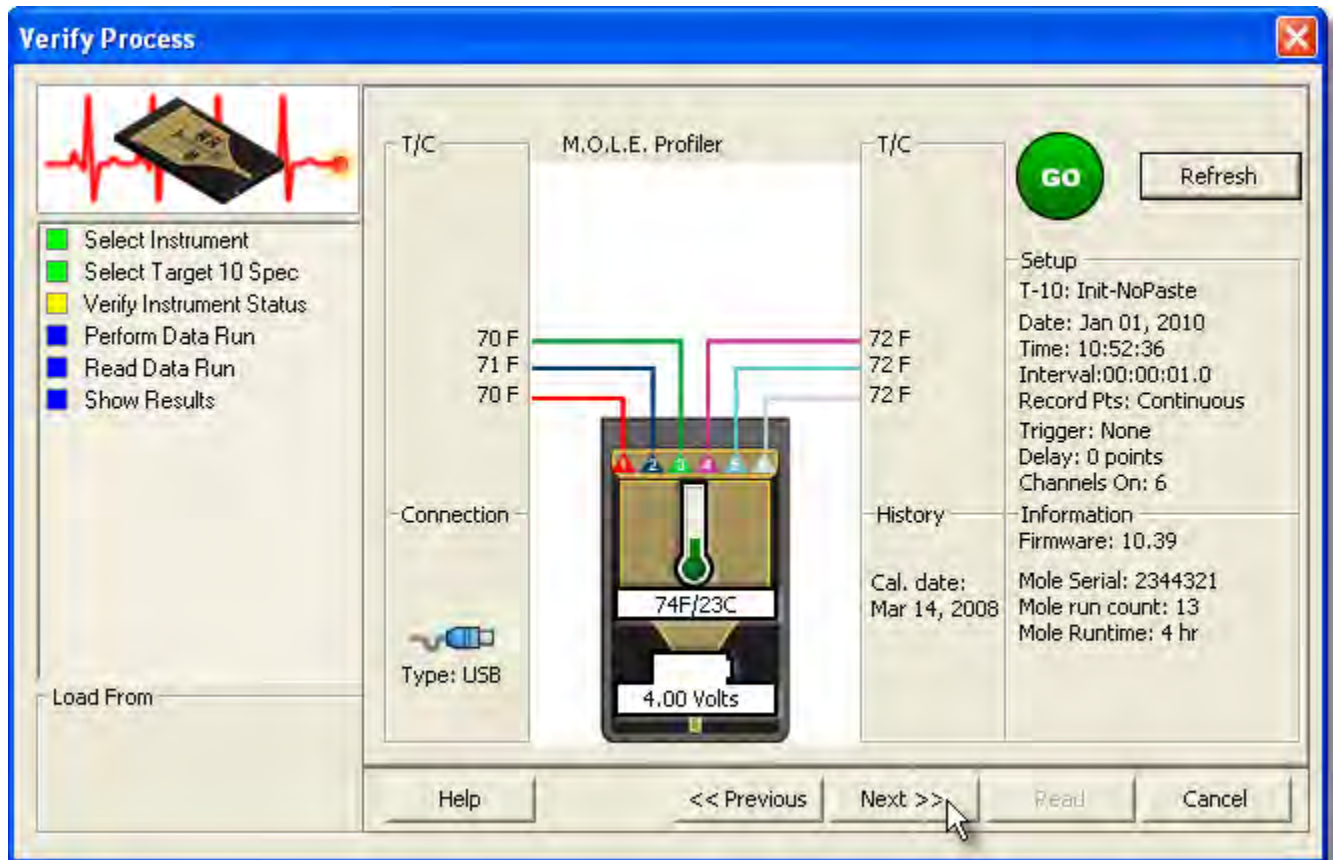 Verify Process
Select Instrument
Select Target 10 Spec
Verify Instrument Status
Perform Data Run
Read Data Run
Show Results
Load From
T/C
M.O.L.E. Profiler
T/C
70 F
71 F
70 F
72 F
72 F
72 F
1 2 3 4 5
74F/23C
4.00 Volts
Connection
Type: USB
History
Cal. date:
Mar 14, 2008
GO
Refresh
Setup
T-10: Init-NoPaste
Date: Jan 01, 2010
Time: 10:52:36
Interval:00:00:01.0
Record Pts: Continuous
Trigger: None
Delay: 0 points
Channels On: 6
Information
Firmware: 10.39
Mole Serial: 2344321
Mole run count: 13
Mole Runtime: 4 hr
Help
<< Previous
Next >>
Read
Cancel